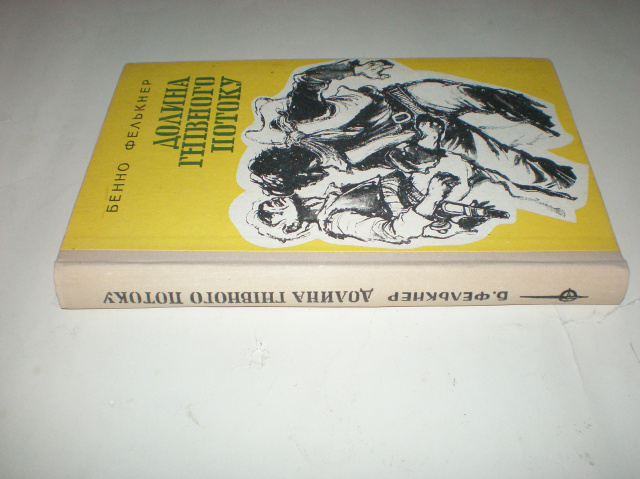 БЕННО ФЕЛЬКНЕР
ДОЛИНА
ГНІВНОГО
ПОТОКУ
Б. ФЕЛЬКНЕР ДОЛИНА ГНІВНОГО ПОТОКУ